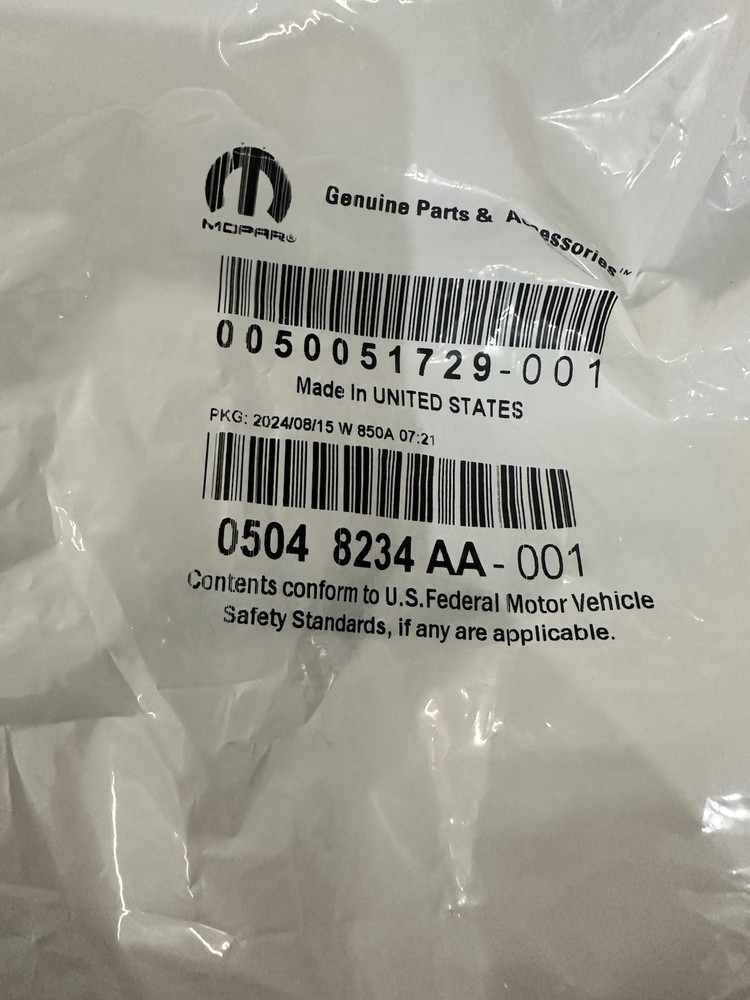 MOPAR®
Genuine Parts & Accessories™
0050051729-001
Made In UNITED STATES
PKG: 2024/08/15 W 850A 07:21
0504 8234 AA - 001
Contents conform to U.S. Federal Motor Vehicle
Safety Standards, if any are applicable.